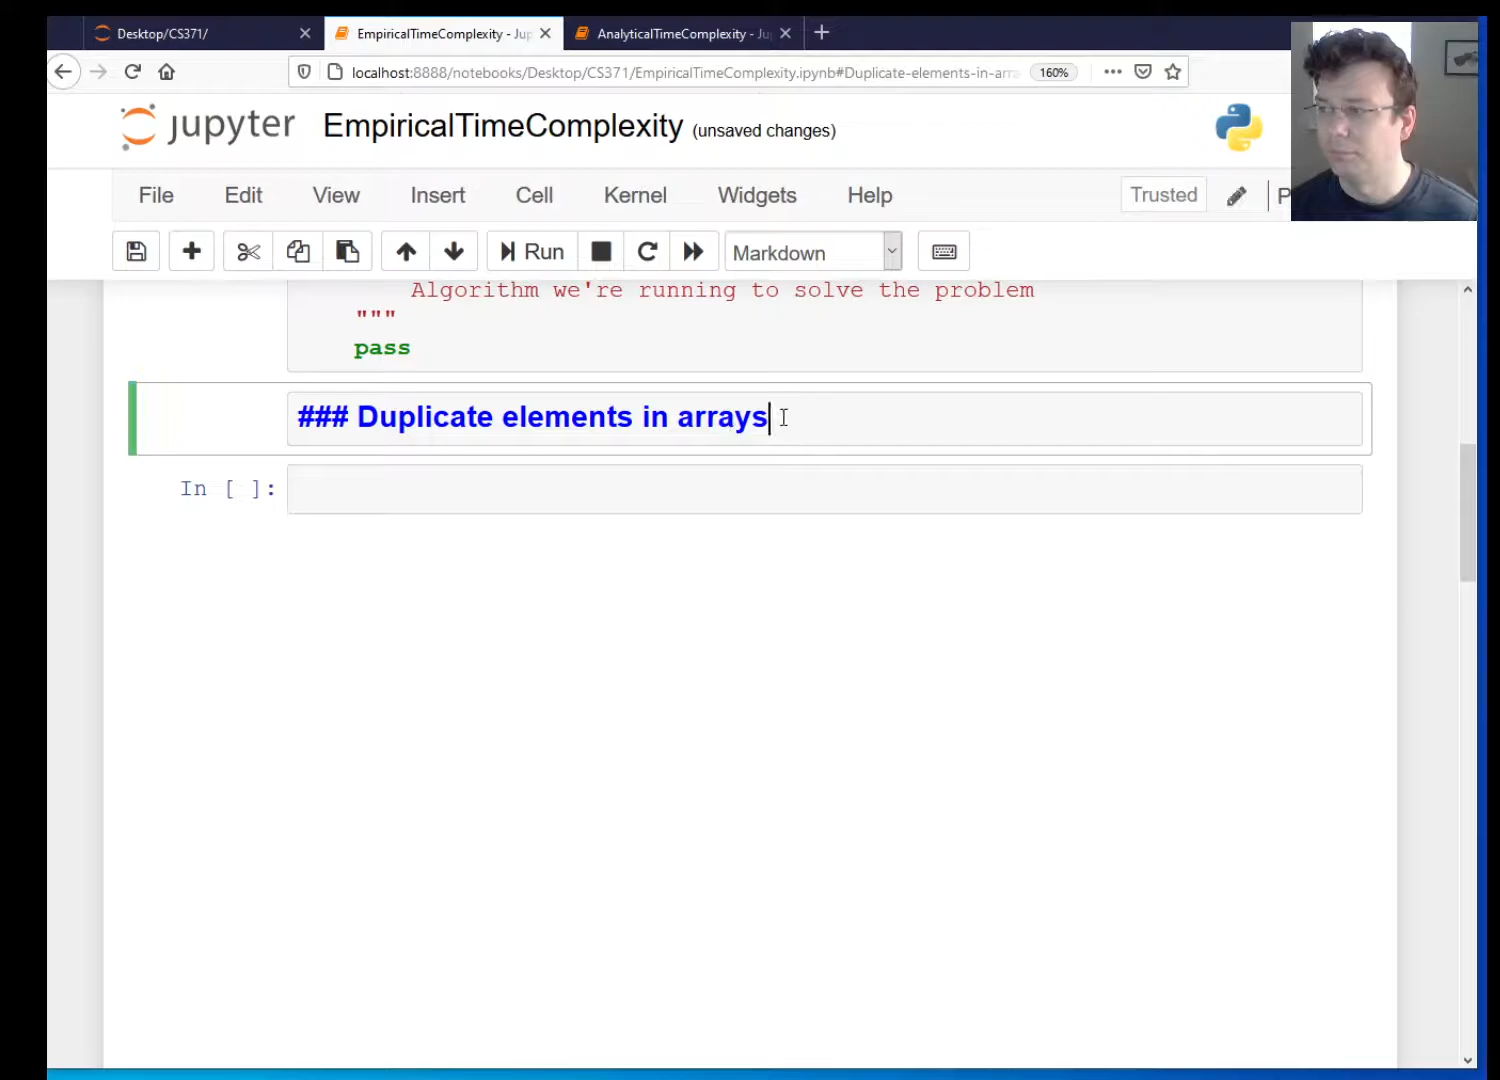 Desktop/CS371/
EmpiricalTimeComplexity - Jup
AnalyticalTimeComplexity - Ju
localhost:8888/notebooks/Desktop/CS371/EmpiricalTimeComplexity.ipynb#Duplicate-elements-in-arra
160%
jupyter EmpiricalTimeComplexity (unsaved changes)
File Edit View Insert Cell Kernel Widgets Help Trusted P
Run Markdown
Algorithm we're running to solve the problem
"""
pass
### Duplicate elements in arrays
In [ ]: